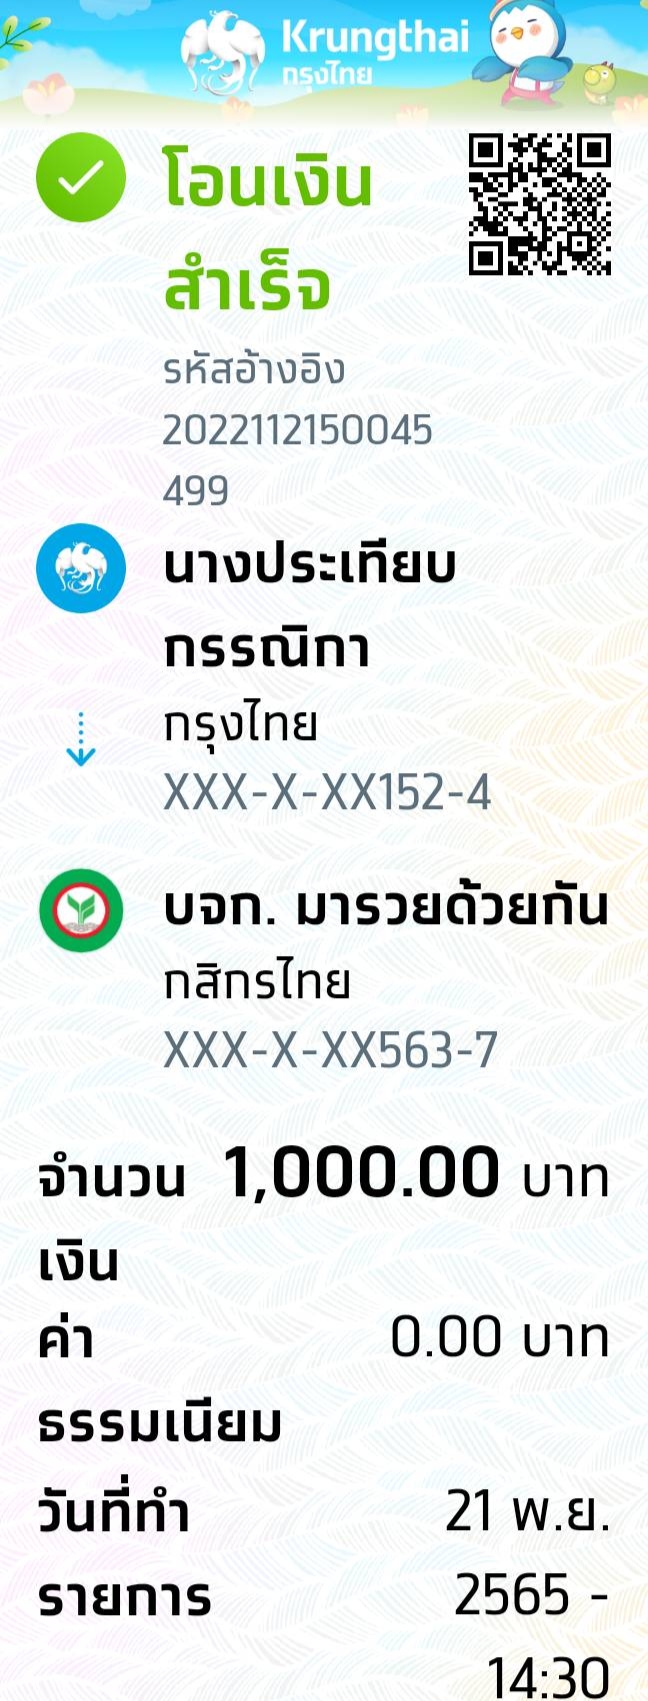 Krungthai
กรุงไทย
โอนเงิน
สำเร็จ
รหัสอ้างอิง
2022112150045
499
นางประเทียบ
กรรณิกา
กรุงไทย
XXX-X-XX152-4
บจก. มารวยด้วยกัน
กสิกรไทย
XXX-X-XX563-7
จำนวน 1,000.00 บาท
เงิน
ค่า 0.00 บาท
ธรรมเนียม
วันที่ทำ 21 พ.ย.
รายการ 2565 -
14:30